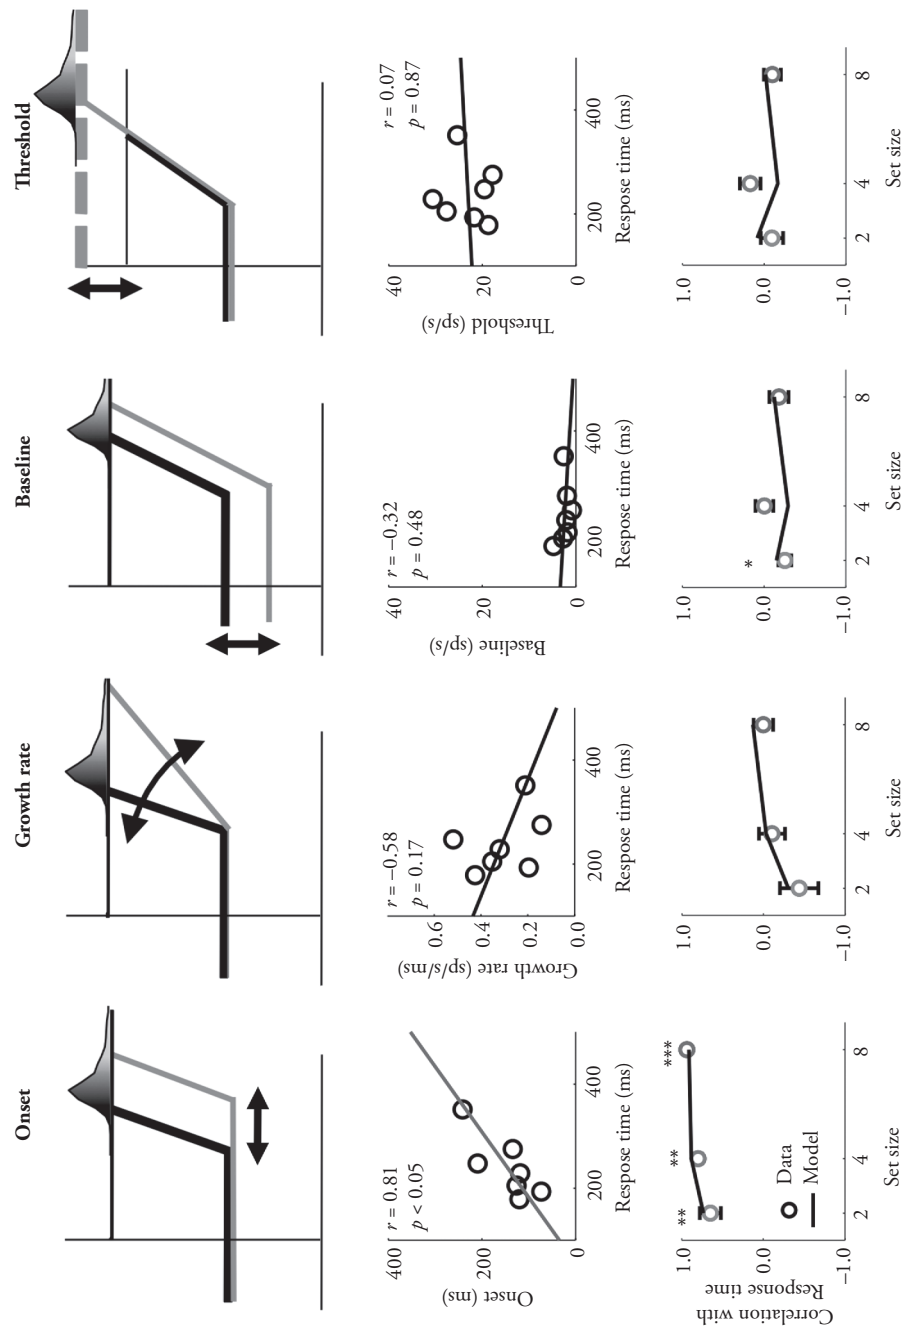 Onset
Growth rate
Baseline
Threshold
r = 0.81
p < 0.05
400
200
0
Onset (ms)
200
400
Respose time (ms)
r = −0.58
p = 0.17
0.6
0.4
0.2
0.0
Growth rate (sp/s/ms)
200
400
Respose time (ms)
r = −0.32
p = 0.48
40
20
0
Baseline (sp/s)
200
400
Respose time (ms)
r = 0.07
p = 0.87
40
20
0
Threshold (sp/s)
200
400
Respose time (ms)
Correlation with
Response time
1.0
0.0
−1.0
**
**
***
Data
Model
2
4
8
Set size
1.0
0.0
−1.0
2
4
8
Set size
1.0
0.0
−1.0
*
2
4
8
Set size
1.0
0.0
−1.0
2
4
8
Set size